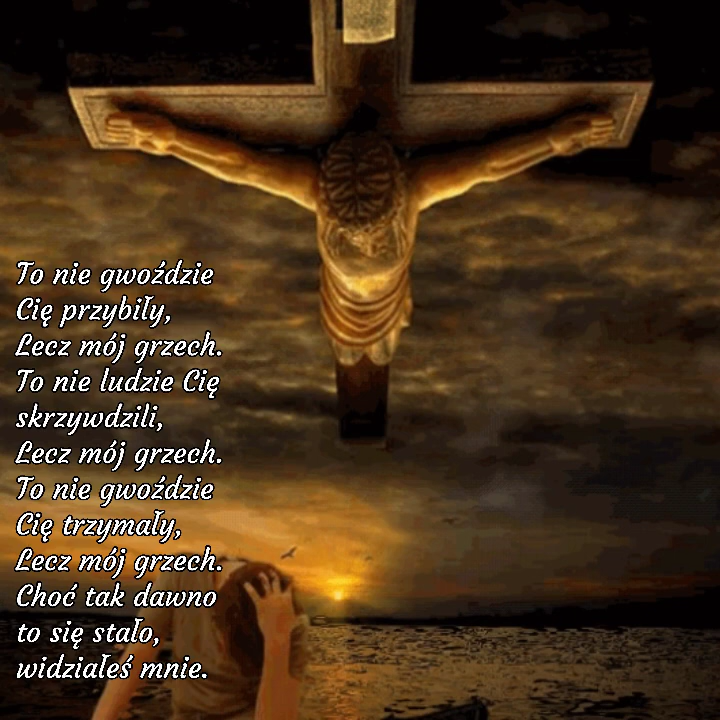 To nie gwoździe
Cię przybiły,
Lecz mój grzech.
To nie ludzie Cię
skrzywdzili,
Lecz mój grzech.
To nie gwoździe
Cię trzymały,
Lecz mój grzech.
Choć tak dawno
to się stało,
widziałeś mnie.